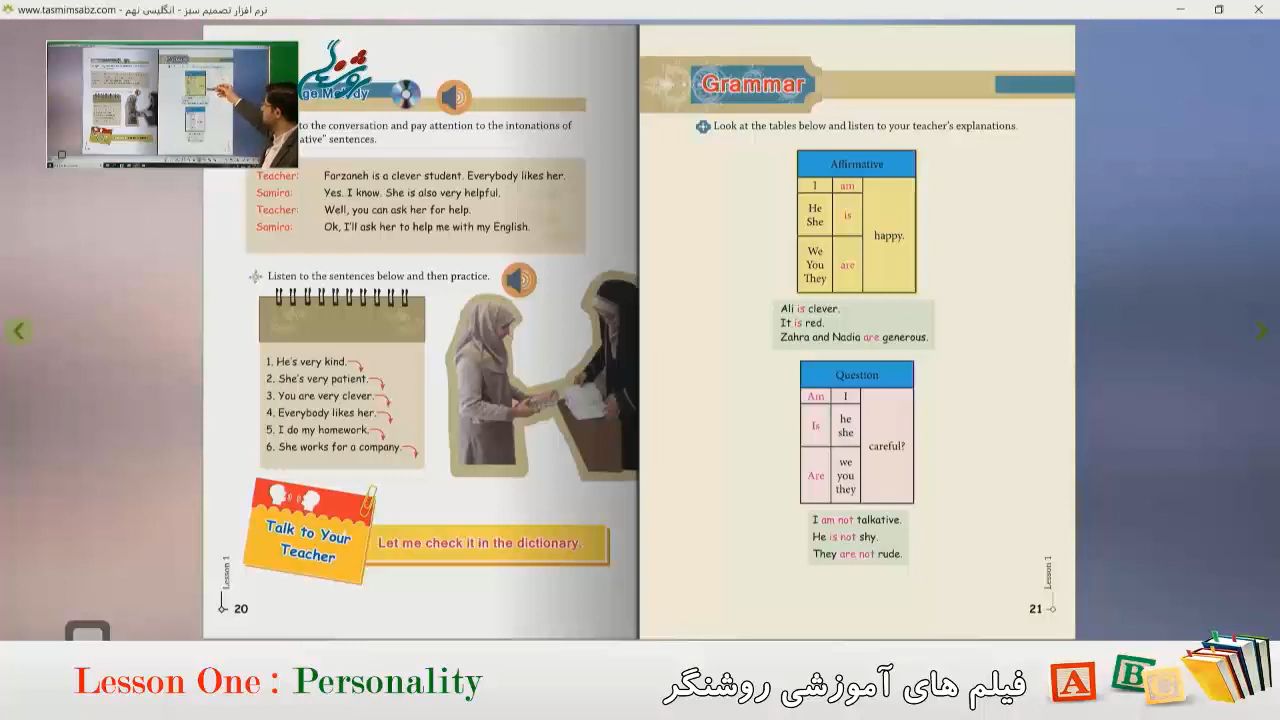 www.tasmimsabz.com - نرم افزار تصمیم سبز - انگلیسی نهم
ge Melody
to the conversation and pay attention to the intonations of
ative” sentences.
Teacher: Farzaneh is a clever student. Everybody likes her.
Samira: Yes. I know. She is also very helpful.
Teacher: Well, you can ask her for help.
Samira: Ok, I'll ask her to help me with my English.
Listen to the sentences below and then practice.
1. He's very kind.
2. She's very patient.
3. You are very clever.
4. Everybody likes her.
5. I do my homework.
6. She works for a company.
Talk to Your
Teacher
Let me check it in the dictionary.
Lesson 1
20
Grammar
Look at the tables below and listen to your teacher's explanations.
Affirmative
I am
He
She
is
We
You
They
are
happy.
Ali is clever.
It is red.
Zahra and Nadia are generous.
Question
Am I
Is
he
she
Are
we
you
they
careful?
I am not talkative.
He is not shy.
They are not rude.
Lesson 1
21
Lesson One : Personality
فیلم های آموزشی روشنگر
A
B
C